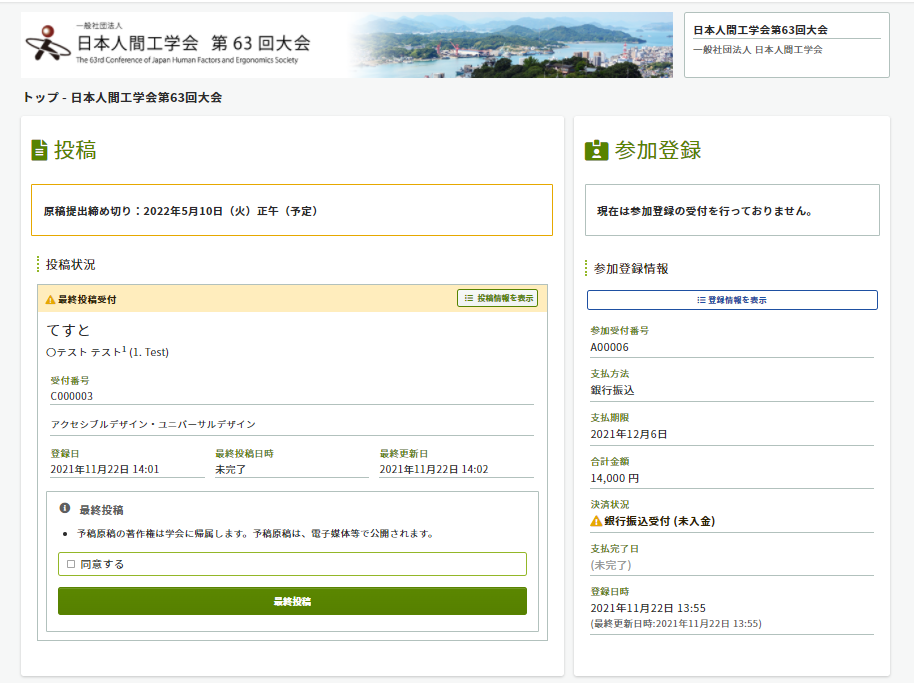 一般社団法人
日本人間工学会 第 63 回大会
The 63rd Conference of Japan Human Factors and Ergonomics Society
日本人間工学会第63回大会
一般社団法人 日本人間工学会
トップ - 日本人間工学会第63回大会
投稿
原稿提出締め切り：2022年5月10日（火）正午（予定）
投稿状況
最終投稿受付
投稿情報を表示
てすと
〇テスト テスト1 (1. Test)
受付番号
C000003
アクセシブルデザイン・ユニバーサルデザイン
登録日
2021年11月22日 14:01
最終投稿日時
未完了
最終更新日
2021年11月22日 14:02
最終投稿
• 予稿原稿の著作権は学会に帰属します。予稿原稿は、電子媒体等で公開されます。
同意する
最終投稿
参加登録
現在は参加登録の受付を行っておりません。
参加登録情報
登録情報を表示
参加受付番号
A00006
支払方法
銀行振込
支払期限
2021年12月6日
合計金額
14,000 円
決済状況
銀行振込受付 (未入金)
支払完了日
(未完了)
登録日時
2021年11月22日 13:55
(最終更新日時:2021年11月22日 13:55)